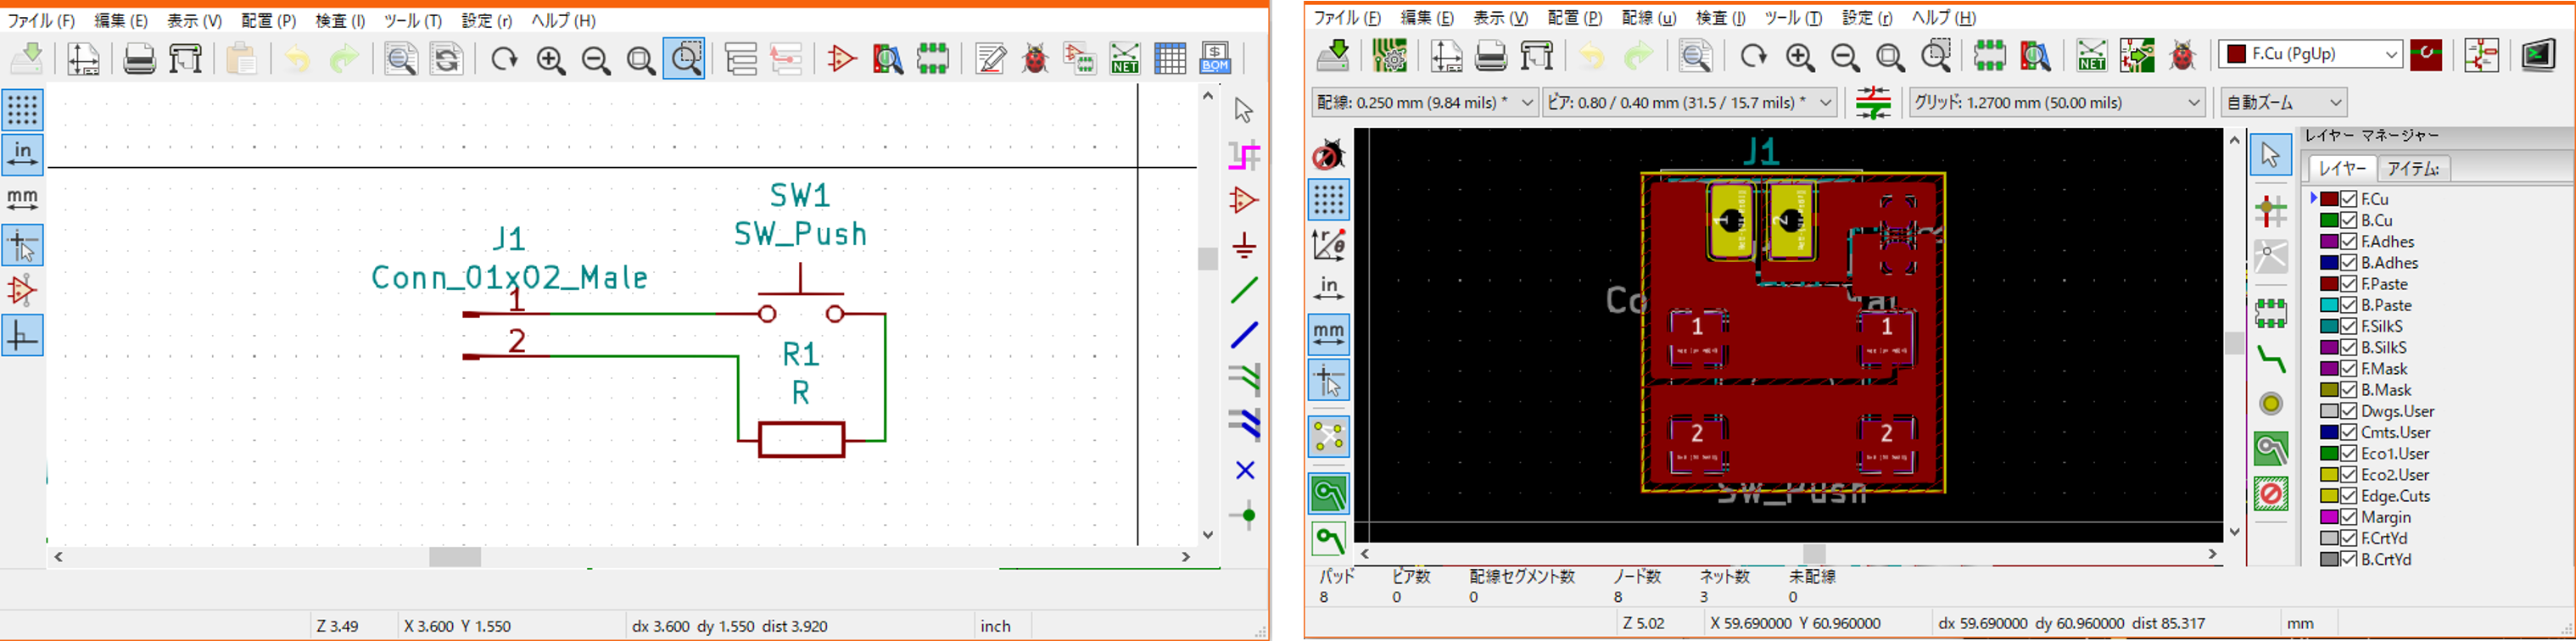 ファイル (F) 編集 (E) 表示 (V) 配置 (P) 検査 (I) ツール (T) 設定 (r) ヘルプ (H)
NET
$
BOM
in
mm
SW1
SW_Push
J1
Conn_01x02_Male
1
2
R1
R
Z 3.49 X 3.600 Y 1.550 dx 3.600 dy 1.550 dist 3.920 inch
ファイル (F) 編集 (E) 表示 (V) 配置 (P) 配線 (u) 検査 (I) ツール (T) 設定 (r) ヘルプ (H)
NET
F.Cu (PgUp)
配線: 0.250 mm (9.84 mils) * ビア: 0.80 / 0.40 mm (31.5 / 15.7 mils) * グリッド: 1.2700 mm (50.00 mils) 自動ズーム
in
mm
J1
1 2
Co
1 1
2 2
SW_Push
レイヤー マネージャー
レイヤー アイテム:
F.Cu
B.Cu
F.Adhes
B.Adhes
F.Paste
B.Paste
F.SilkS
B.SilkS
F.Mask
B.Mask
Dwgs.User
Cmts.User
Eco1.User
Eco2.User
Edge.Cuts
Margin
F.CrtYd
B.CrtYd
パッド ビア数 配線セグメント数 ノード数 ネット数 未配線
8 0 0 8 3 0
Z 5.02 X 59.690000 Y 60.960000 dx 59.690000 dy 60.960000 dist 85.317 mm